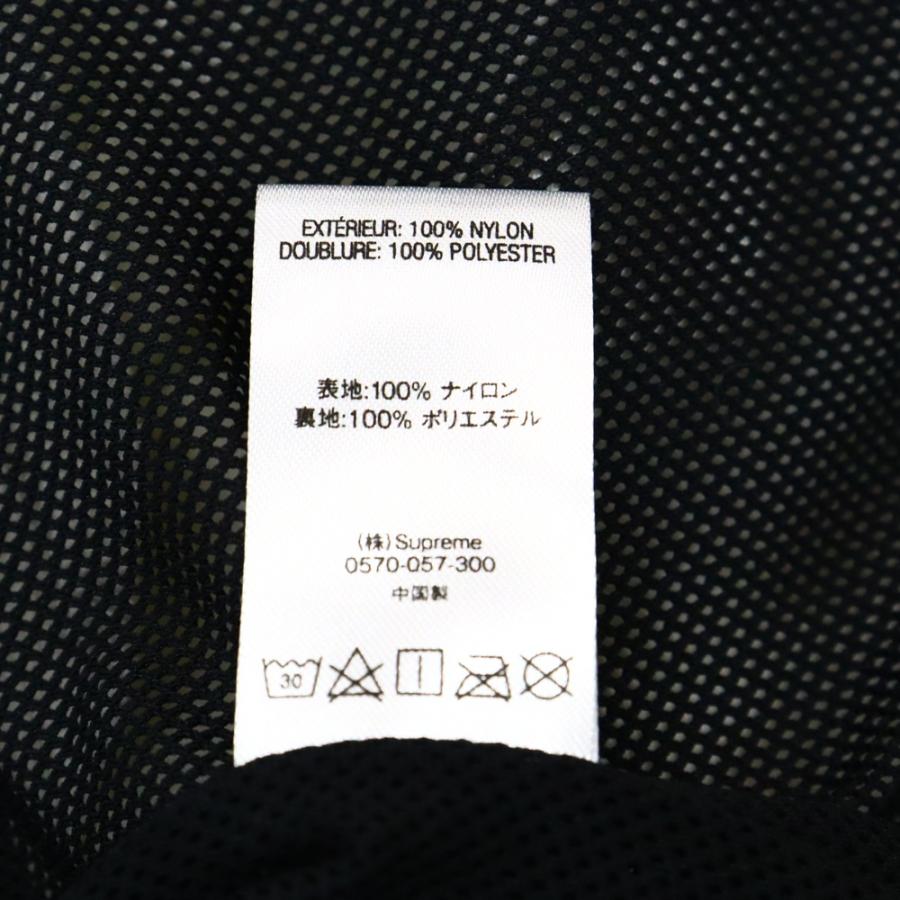 EXTÉRIEUR: 100% NYLON
DOUBLURE: 100% POLYESTER
表地:100% ナイロン
裏地:100% ポリエステル
(株)Supreme
0570-057-300
中国製
30